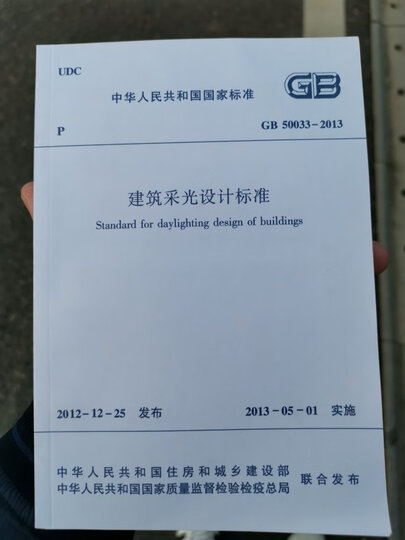 UDC
中华人民共和国国家标准
GB
P
GB 50033-2013
建筑采光设计标准
Standard for daylighting design of buildings
2012-12-25 发布
2013-05-01 实施
中华人民共和国住房和城乡建设部
中华人民共和国国家质量监督检验检疫总局
联合发布